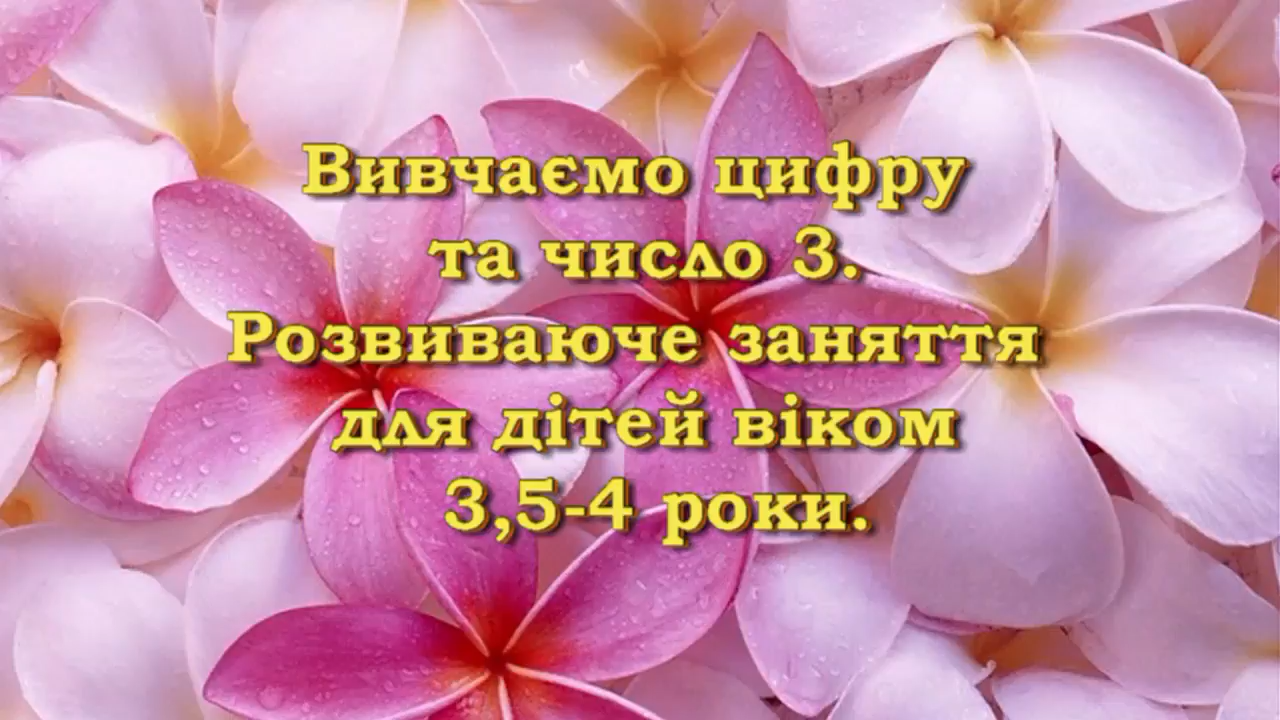 Вивчаємо цифру
та число 3.
Розвиваюче заняття
для дітей віком
3,5-4 роки.